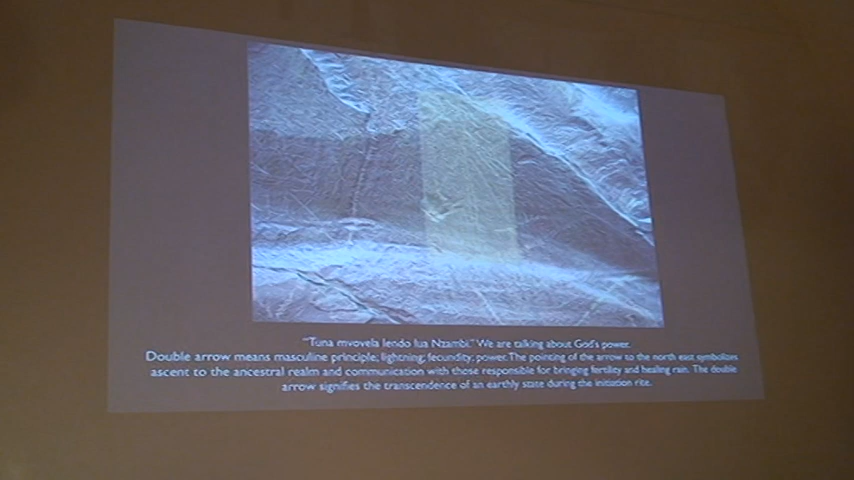 "Tuna mvovela lendo lua Nzambi." We are talking about God's power.
Double arrow means masculine principle; lightning; fecundity; power. The pointing of the arrow to the north east symbolizes
ascent to the ancestral realm and communication with those responsible for bringing fertility and healing rain. The double
arrow signifies the transcendence of an earthly state during the initiation rite.